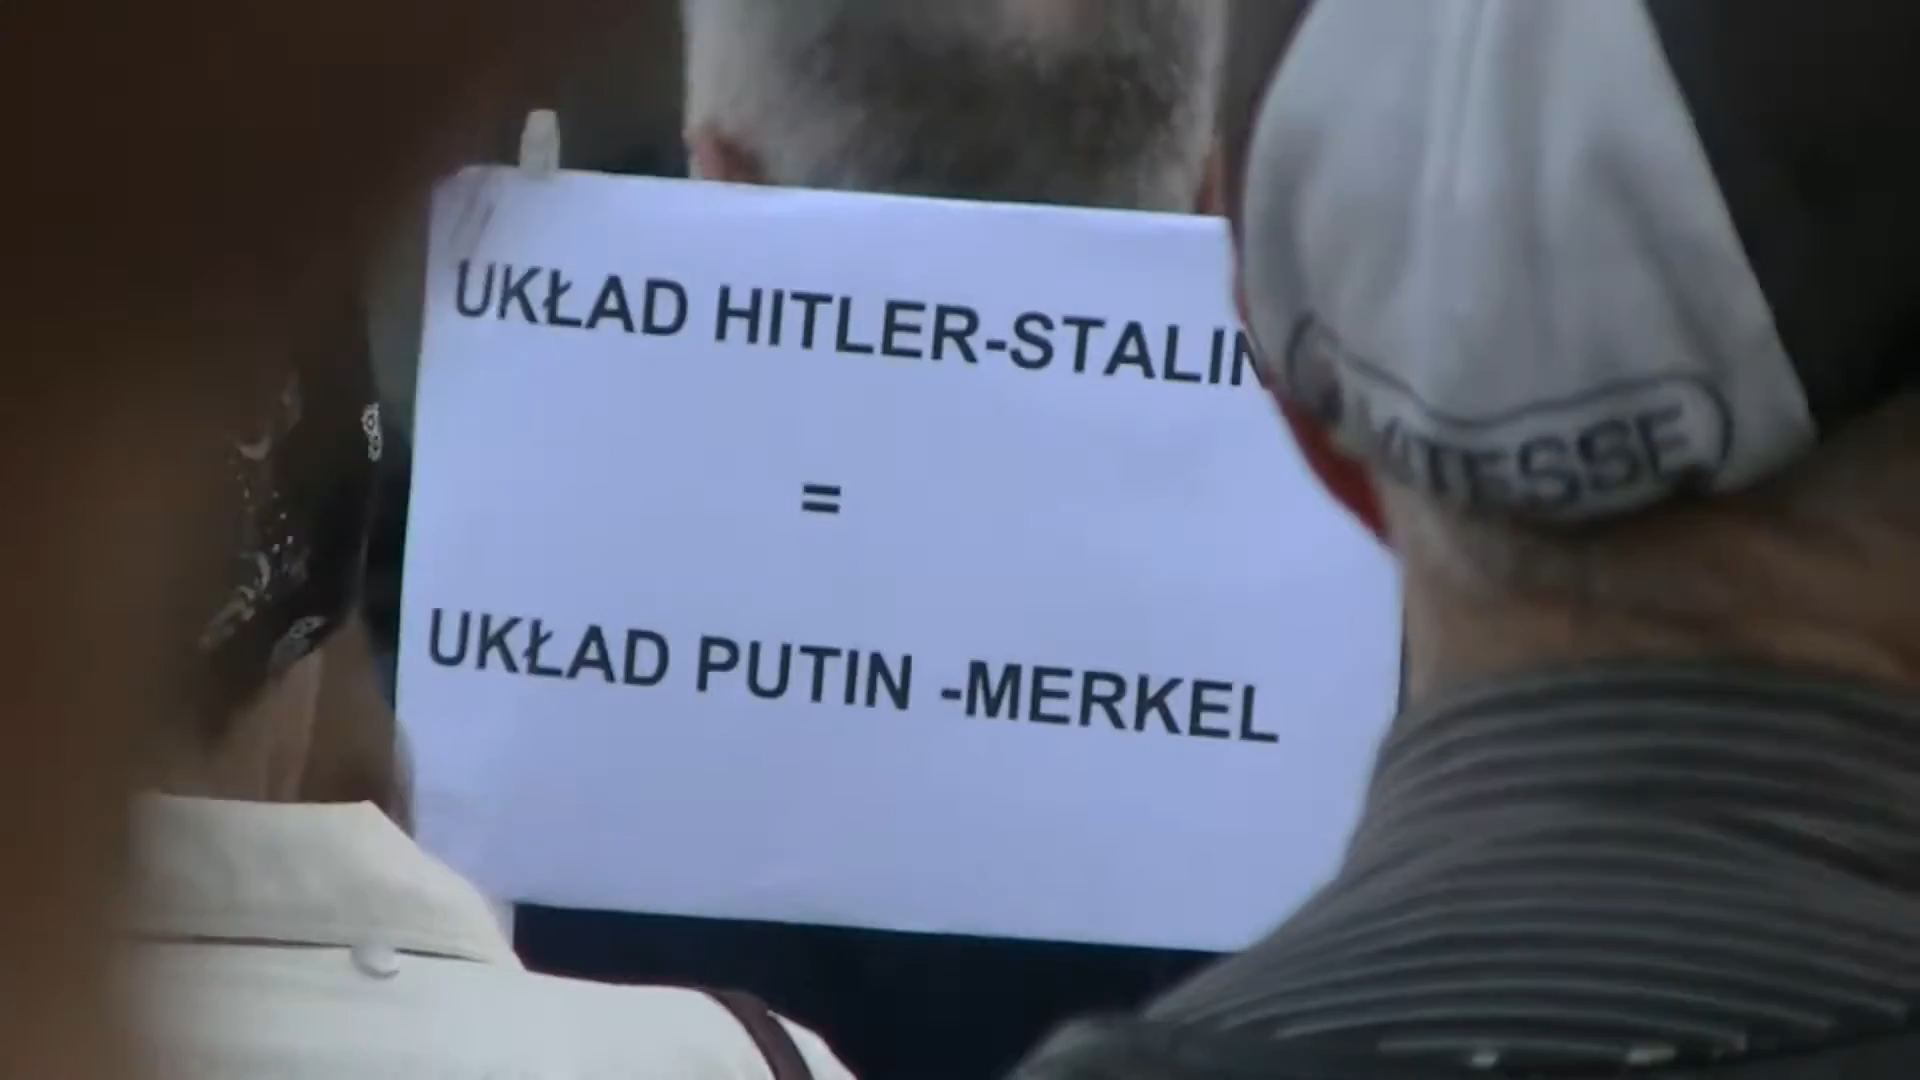 UKŁAD HITLER-STALIN
=
UKŁAD PUTIN -MERKEL